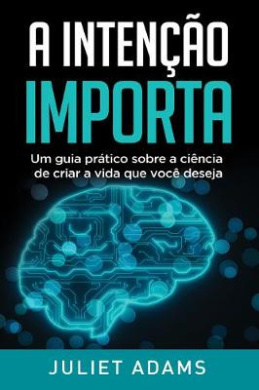 A INTENÇÃO
IMPORTA
Um guia prático sobre a ciência
de criar a vida que você deseja
JULIET ADAMS